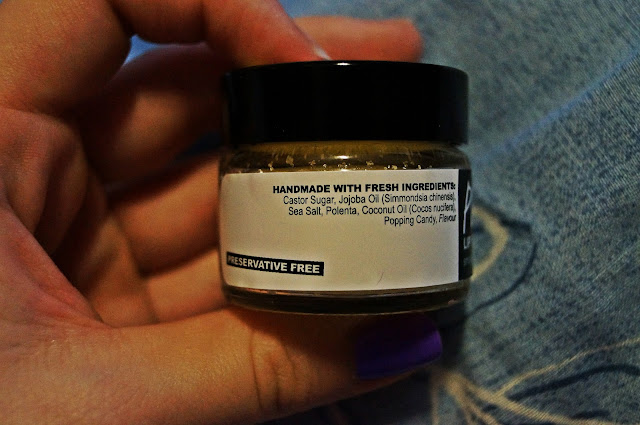 HANDMADE WITH FRESH INGREDIENTS:
Castor Sugar, Jojoba Oil (Simmondsia chinensis),
Sea Salt, Polenta, Coconut Oil (Cocos nucifera),
Popping Candy, Flavour
PRESERVATIVE FREE